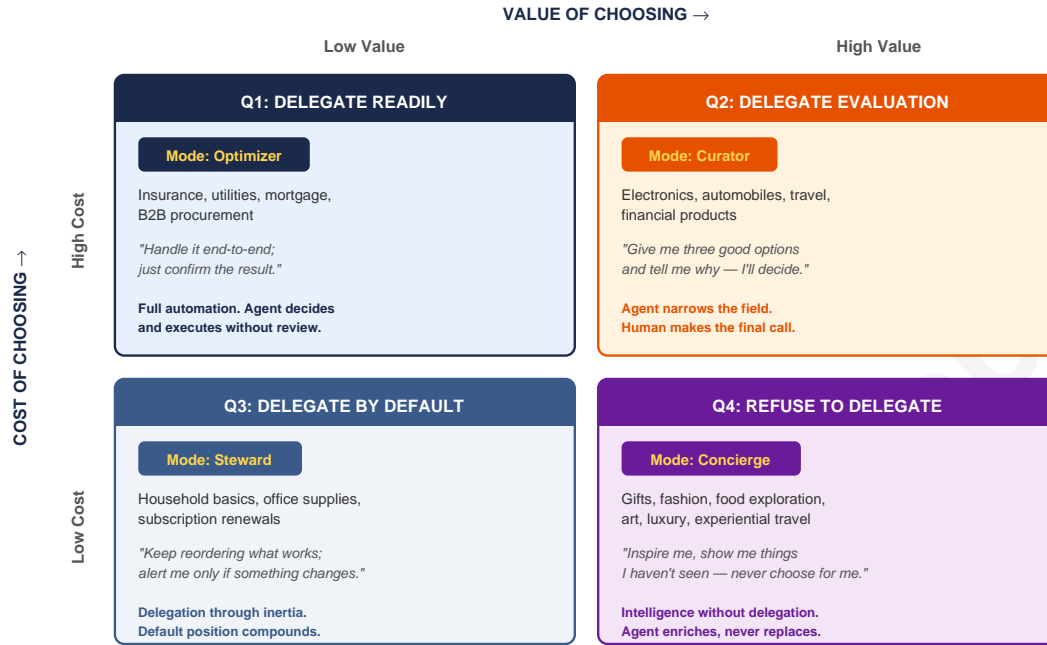 VALUE OF CHOOSING →
Low Value
High Value
COST OF CHOOSING →
High Cost
Q1: DELEGATE READILY
Mode: Optimizer
Insurance, utilities, mortgage,
B2B procurement
"Handle it end-to-end;
just confirm the result."
Full automation. Agent decides
and executes without review.
Q2: DELEGATE EVALUATION
Mode: Curator
Electronics, automobiles, travel,
financial products
"Give me three good options
and tell me why — I'll decide."
Agent narrows the field.
Human makes the final call.
Low Cost
Q3: DELEGATE BY DEFAULT
Mode: Steward
Household basics, office supplies,
subscription renewals
"Keep reordering what works;
alert me only if something changes."
Delegation through inertia.
Default position compounds.
Q4: REFUSE TO DELEGATE
Mode: Concierge
Gifts, fashion, food exploration,
art, luxury, experiential travel
"Inspire me, show me things
I haven't seen — never choose for me."
Intelligence without delegation.
Agent enriches, never replaces.